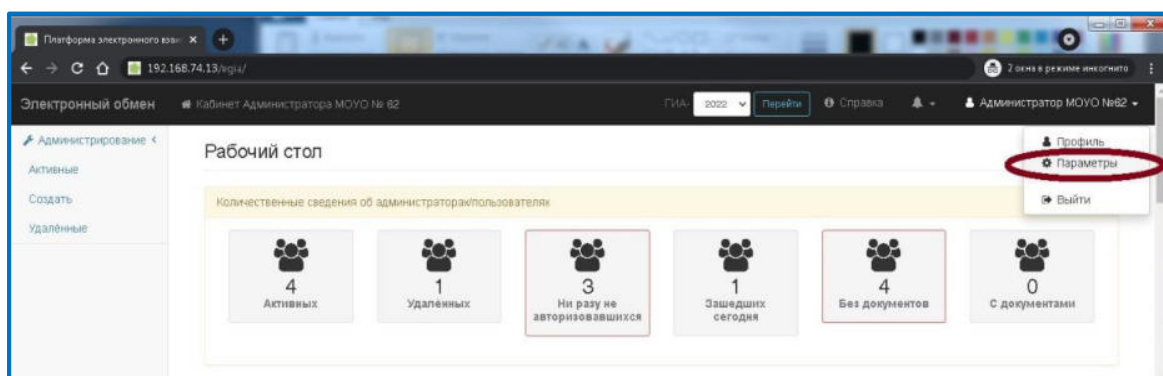 Платформа электронного вза
192.168.74.13/egia/
2 окна в режиме инкогнито
Электронный обмен
Кабинет Администратора МОУО № 62
ГИА-
2022
Перейти
Справка
Администратор МОУО №62
Администрирование
Активные
Создать
Удалённые
Рабочий стол
Профиль
Параметры
Выйти
Количественные сведения об администраторах/пользователях
4
Активных
1
Удаленных
3
Ни разу не
авторизовавшихся
1
Зашедших
сегодня
4
Без документов
0
С документами